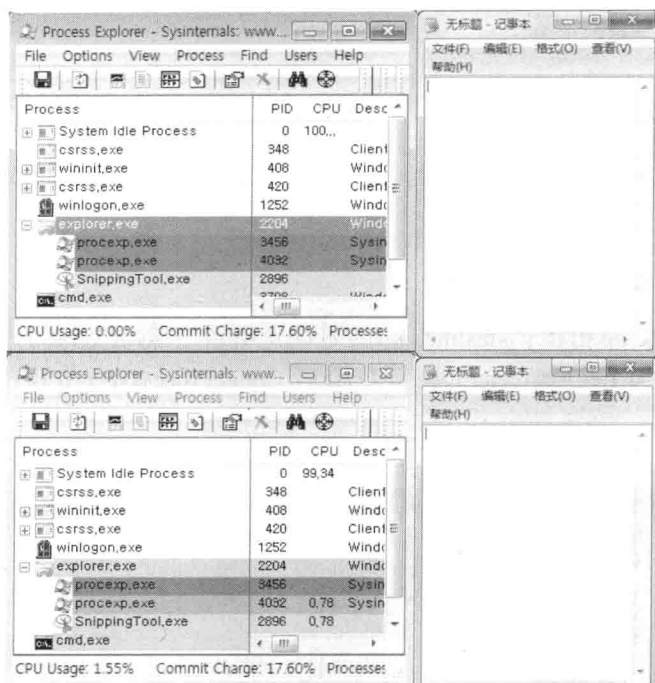 Process Explorer - Sysinternals: www...
File Options View Process Find Users Help
Process PID CPU Desc
System Idle Process 0 100,...
csrss,exe 348 Client
wininit,exe 408 Windo
csrss,exe 420 Client
winlogon,exe 1252 Windo
explorer,exe 2204 Windo
procexp,exe 3456 Sysin
procexp,exe 4032 Sysin
SnippingTool,exe 2896
cmd,exe
CPU Usage: 0.00% Commit Charge: 17.60% Processes
无标题 - 记事本
文件(F) 编辑(E) 格式(O) 查看(V)
帮助(H)
Process Explorer - Sysinternals: www...
File Options View Process Find Users Help
Process PID CPU Desc
System Idle Process 0 99,34
csrss,exe 348 Client
wininit,exe 408 Windo
csrss,exe 420 Client
winlogon,exe 1252 Windo
explorer,exe 2204 Windo
procexp,exe 3456 Sysin
procexp,exe 4032 0,78 Sysin
SnippingTool,exe 2896 0,78
cmd,exe
CPU Usage: 1.55% Commit Charge: 17.60% Processes
无标题 - 记事本
文件(F) 编辑(E) 格式(O) 查看(V)
帮助(H)